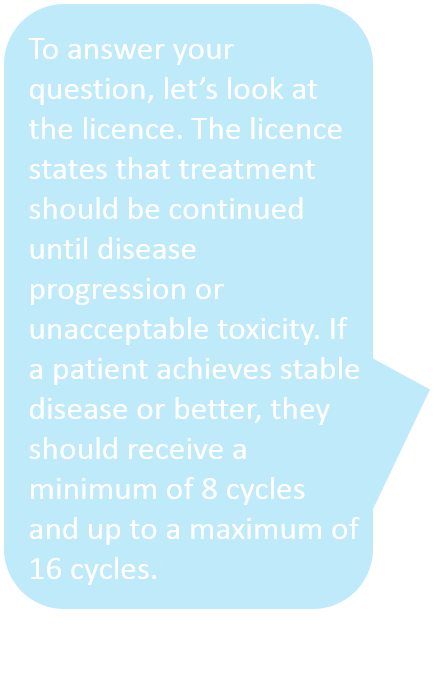 To answer your
question, let’s look at
the licence. The licence
states that treatment
should be continued
until disease
progression or
unacceptable toxicity. If
a patient achieves stable
disease or better, they
should receive a
minimum of 8 cycles
and up to a maximum of
16 cycles.